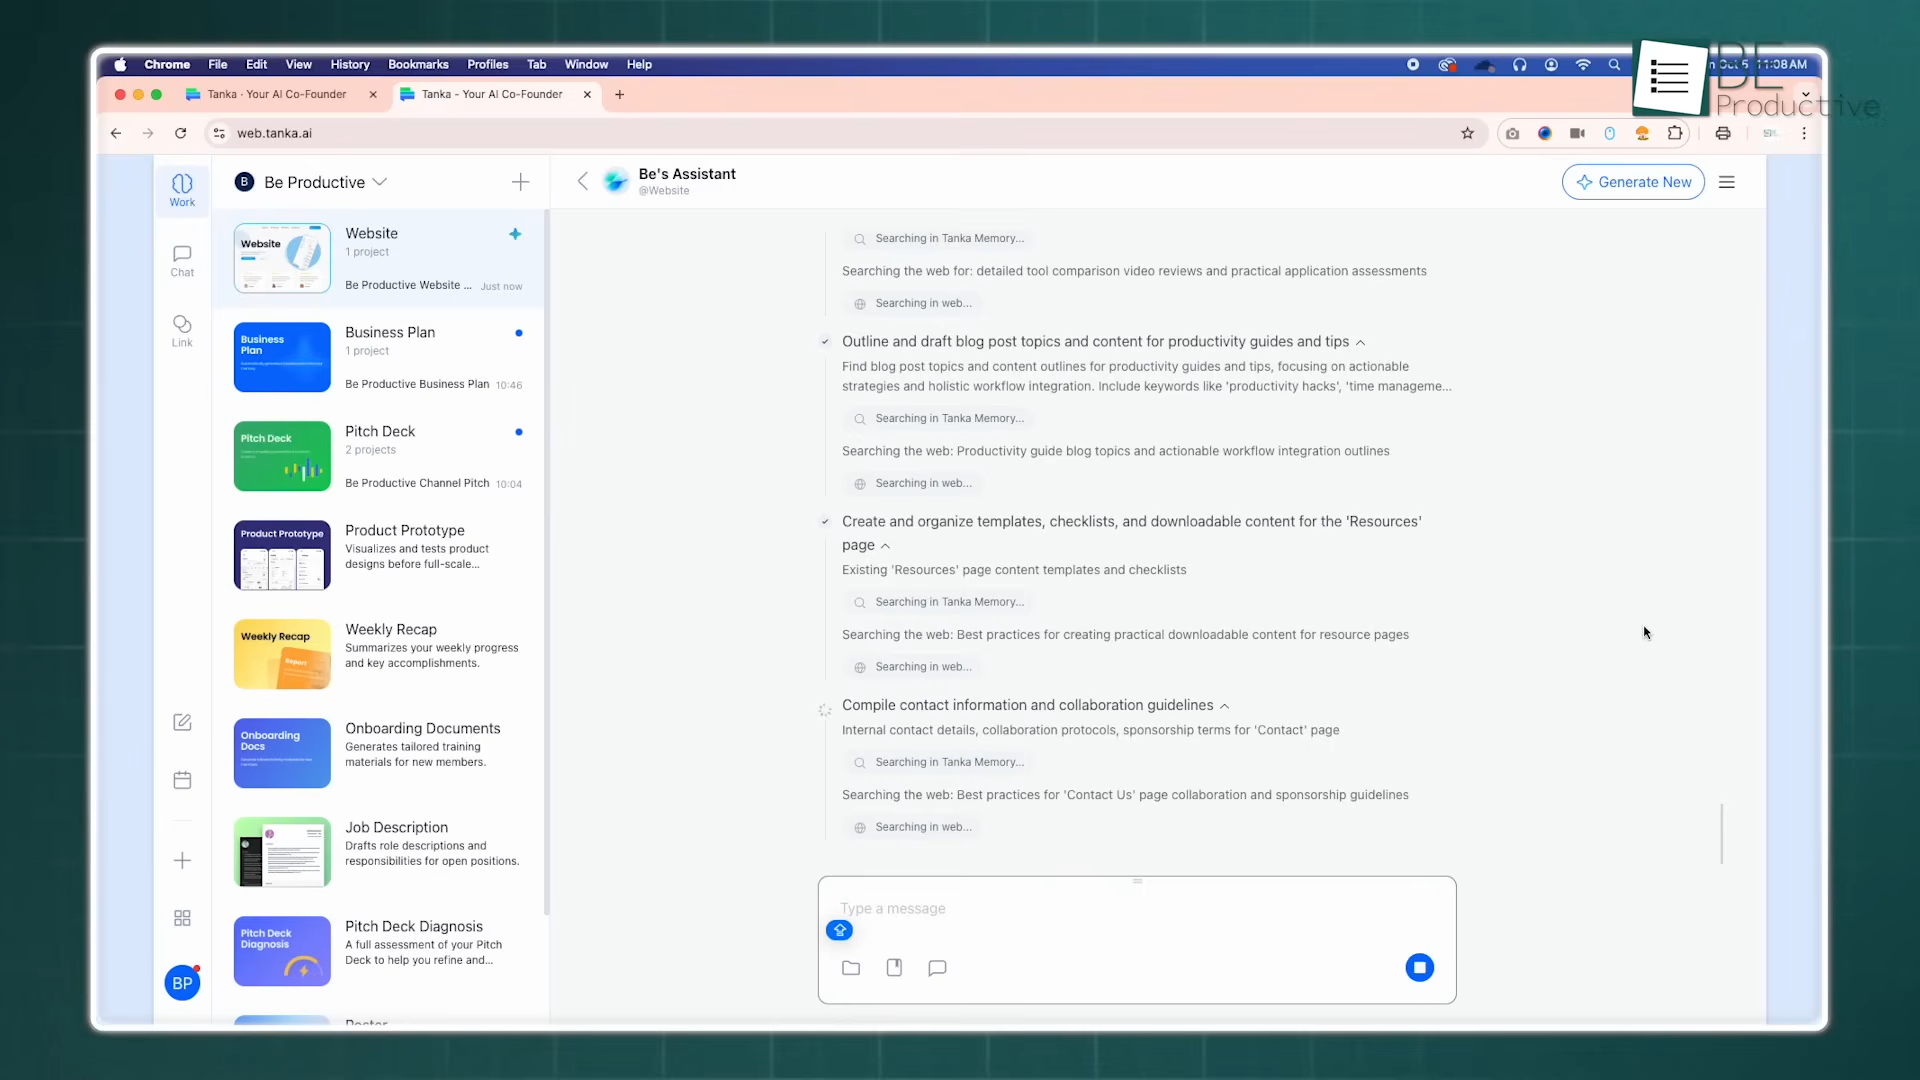 Chrome File Edit View History Bookmarks Profiles Tab Window Help
11:08AM
BE
Productive
Tanka · Your AI Co-Founder
Tanka - Your AI Co-Founder
web.tanka.ai
Work
Chat
Link
BP
B Be Productive
Website
Website
1 project
Be Productive Website ... Just now
Business
Plan
Business Plan
1 project
Be Productive Business Plan 10:46
Pitch Deck
Pitch Deck
2 projects
Be Productive Channel Pitch 10:04
Product Prototype
Product Prototype
Visualizes and tests product
designs before full-scale...
Weekly Recap
Report
Weekly Recap
Summarizes your weekly progress
and key accomplishments.
Onboarding
Docs
Onboarding Documents
Generates tailored training
materials for new members.
Job Description
Drafts role descriptions and
responsibilities for open positions.
Pitch Deck
Diagnosis
Pitch Deck Diagnosis
A full assessment of your Pitch
Deck to help you refine and...
Be's Assistant
@Website
Generate New
Searching in Tanka Memory...
Searching the web for: detailed tool comparison video reviews and practical application assessments
Searching in web...
Outline and draft blog post topics and content for productivity guides and tips
Find blog post topics and content outlines for productivity guides and tips, focusing on actionable
strategies and holistic workflow integration. Include keywords like 'productivity hacks', 'time manageme...
Searching in Tanka Memory...
Searching the web: Productivity guide blog topics and actionable workflow integration outlines
Searching in web...
Create and organize templates, checklists, and downloadable content for the 'Resources'
page
Existing 'Resources' page content templates and checklists
Searching in Tanka Memory...
Searching the web: Best practices for creating practical downloadable content for resource pages
Searching in web...
Compile contact information and collaboration guidelines
Internal contact details, collaboration protocols, sponsorship terms for 'Contact' page
Searching in Tanka Memory...
Searching the web: Best practices for 'Contact Us' page collaboration and sponsorship guidelines
Searching in web...
Type a message